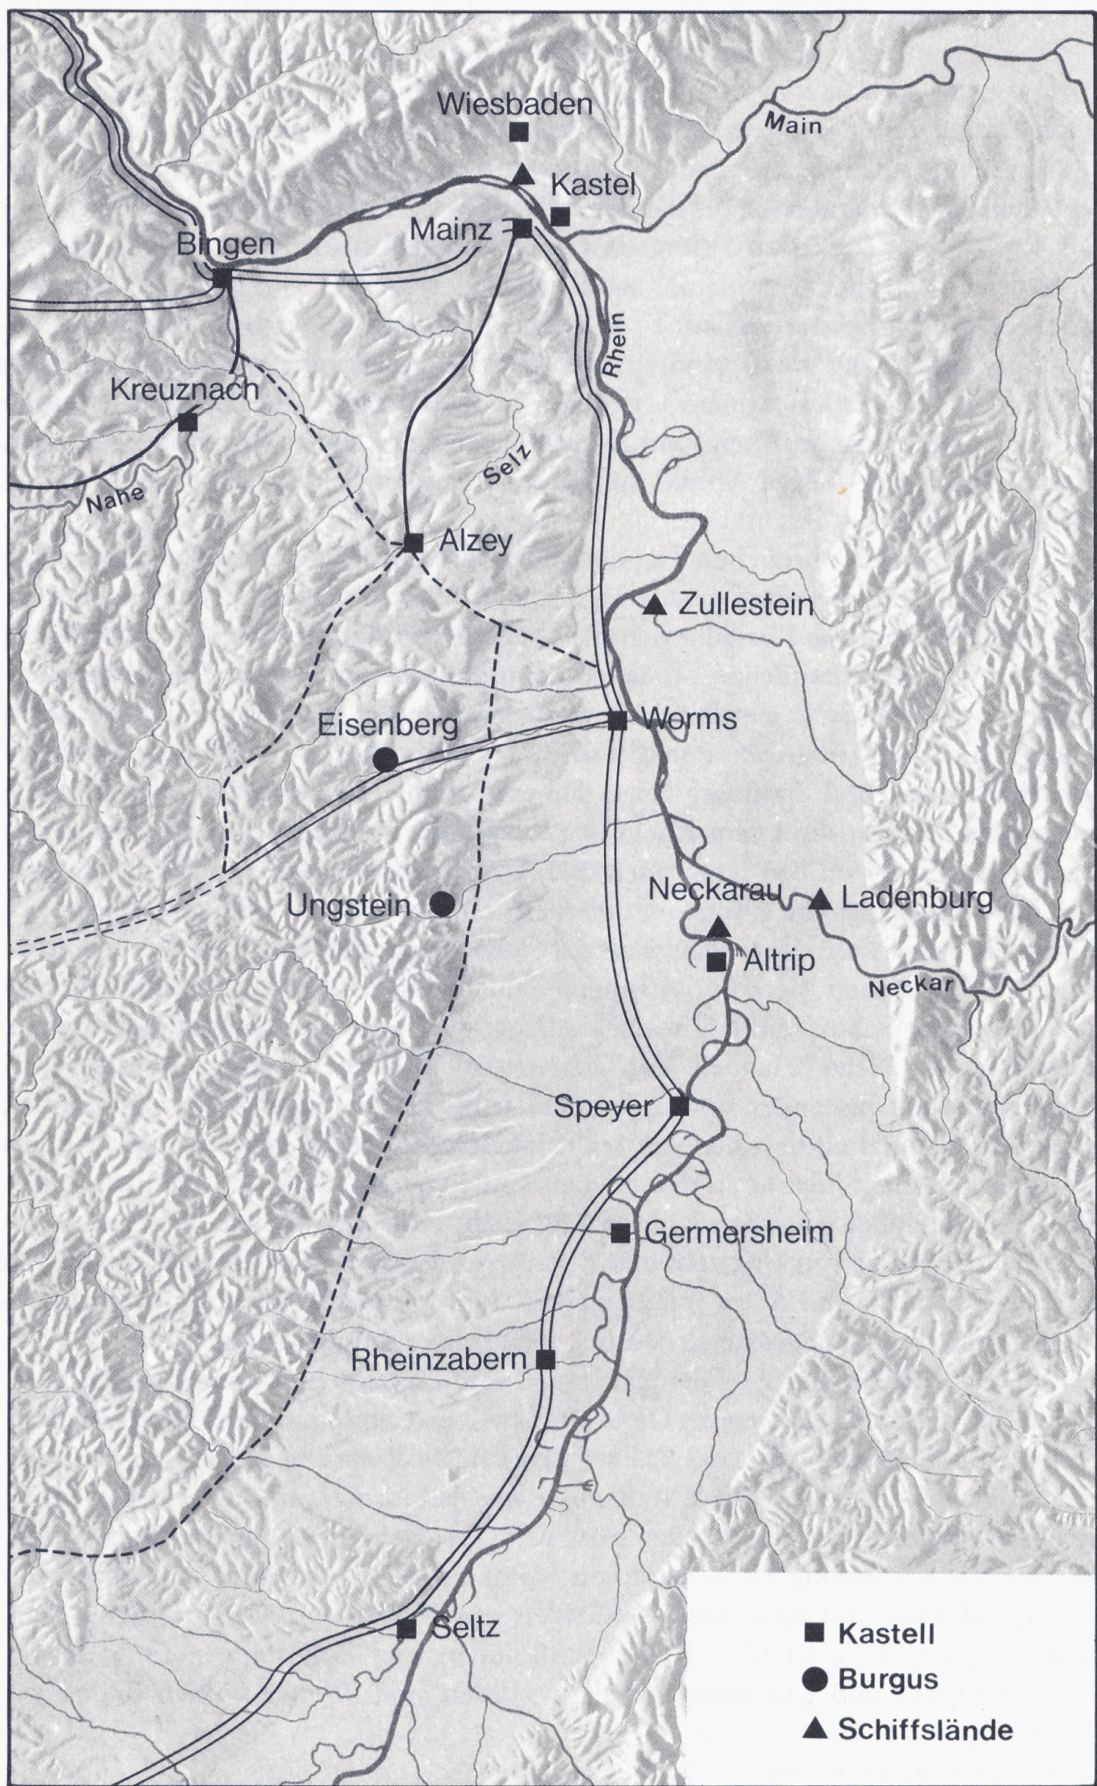 Wiesbaden
Main
Kastel
Mainz
Bingen
Rhein
Kreuznach
Selz
Nahe
Alzey
Zullestein
Eisenberg
Worms
Neckarau
Ladenburg
Ungstein
Altrip
Neckar
Speyer
Germersheim
Rheinzabern
Seltz
Kastell
Burgus
Schiffslände